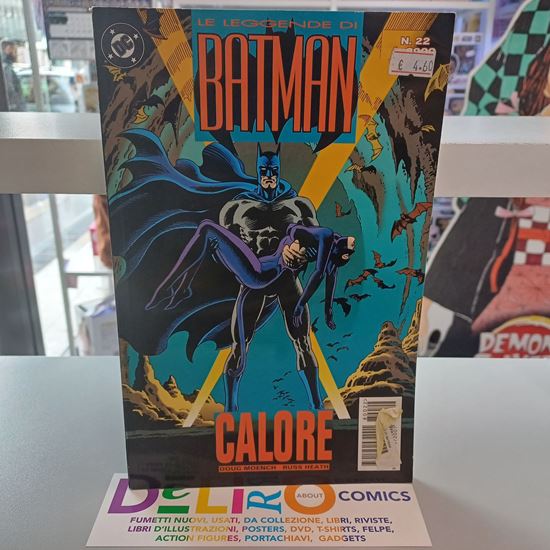 LE LEGGENDE DI
BATMAN
DC
N. 22
€ 4.60
CALORE
DOUG MOENCH RUSS HEATH
DELIRO ABOUT COMICS
FUMETTI NUOVI, USATI, DA COLLEZIONE, LIBRI, RIVISTE,
LIBRI D'ILLUSTRAZIONI, POSTERS, DVD, T-SHIRTS, FELPE,
ACTION FIGURES, PORTACHIAVI, GADGETS
DEMON